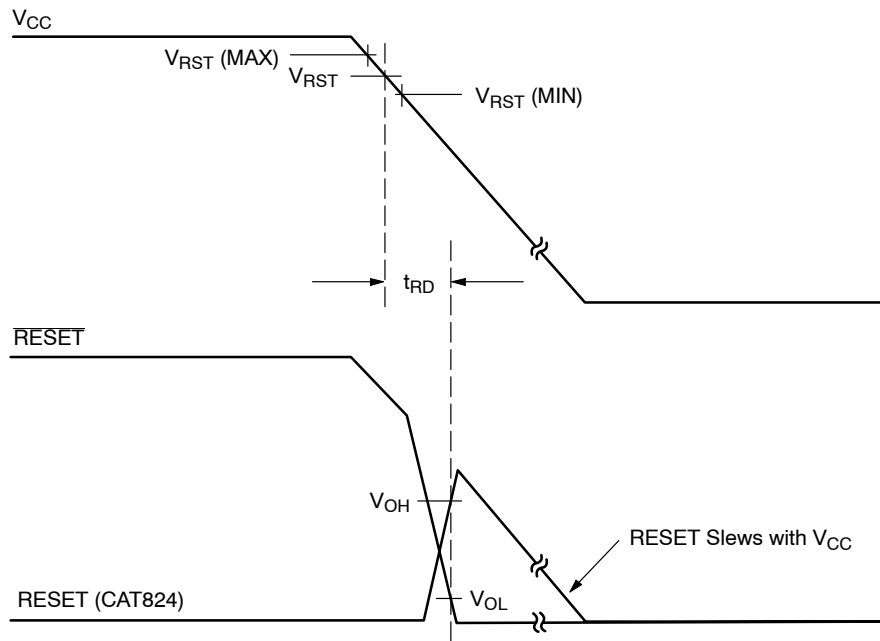 VCC
VRST (MAX)
VRST
VRST (MIN)
tRD
RESET
VOH
RESET Slews with VCC
RESET (CAT824)
VOL